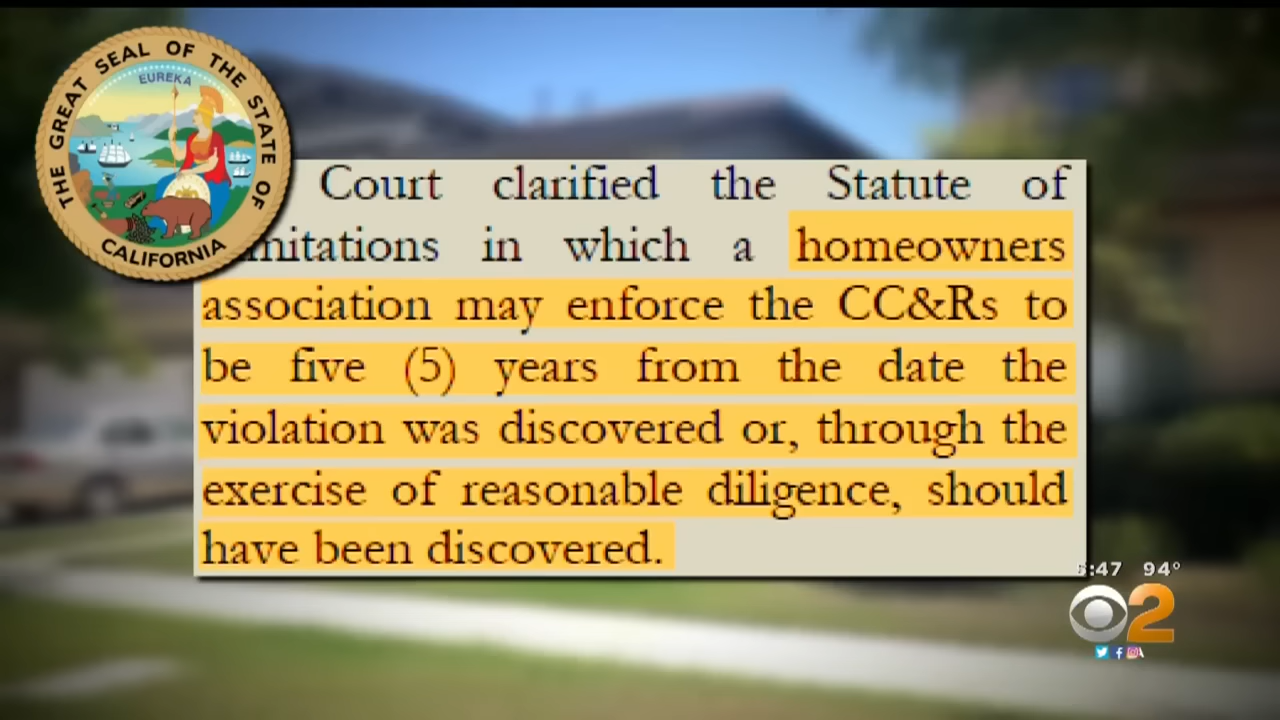 THE GREAT SEAL OF THE STATE OF CALIFORNIA
EUREKA
Court clarified the Statute of
mitations in which a homeowners
association may enforce the CC&Rs to
be five (5) years from the date the
violation was discovered or, through the
exercise of reasonable diligence, should
have been discovered.
:47 94°
2